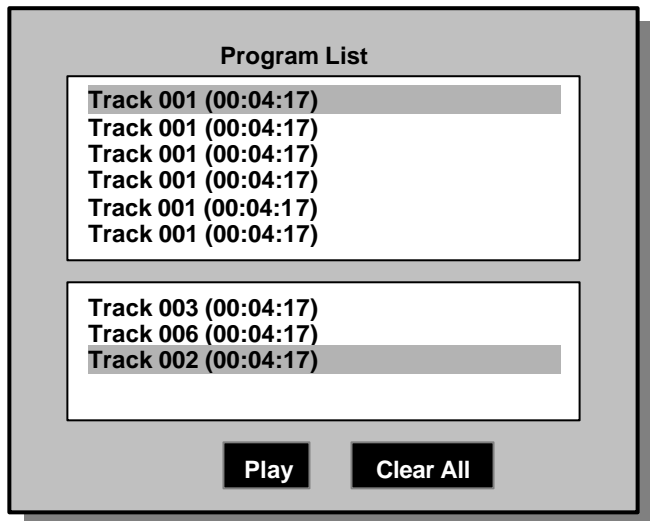 Program List
Track 001 (00:04:17)
Track 001 (00:04:17)
Track 001 (00:04:17)
Track 001 (00:04:17)
Track 001 (00:04:17)
Track 001 (00:04:17)
Track 003 (00:04:17)
Track 006 (00:04:17)
Track 002 (00:04:17)
Play Clear All